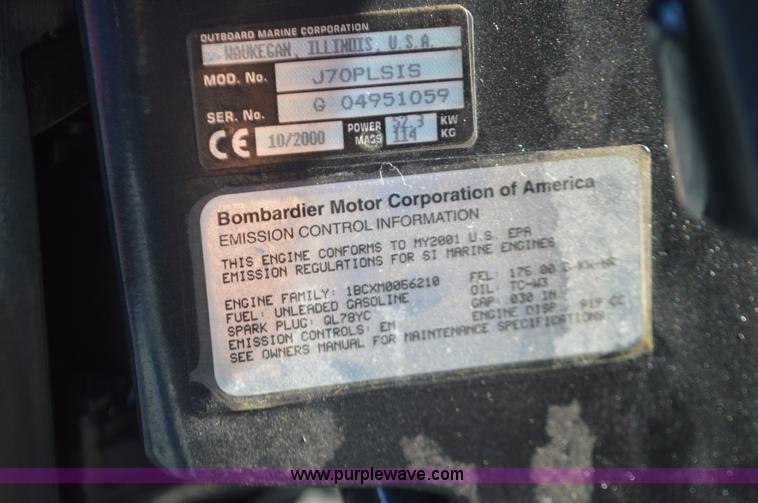 OUTBOARD MARINE CORPORATION
WAUKEGAN, ILLINOIS, U.S.A.
MOD. No. J70PLSIS
SER. No. G 04951059
CE 10/2000 POWER 52.3 KW
MASS 114 KG
Bombardier Motor Corporation of America
EMISSION CONTROL INFORMATION
THIS ENGINE CONFORMS TO MY2001 U.S. EPA
EMISSION REGULATIONS FOR SI MARINE ENGINES
ENGINE FAMILY: 1BCXM0056210 FEL: 175.00 G-KW-HR
FUEL: UNLEADED GASOLINE OIL: TC-W3
SPARK PLUG: QL78YC GAP: .030 IN
EMISSION CONTROLS: EM ENGINE DISP.: 919 CC
SEE OWNERS MANUAL FOR MAINTENANCE SPECIFICATIONS
www.purplewave.com